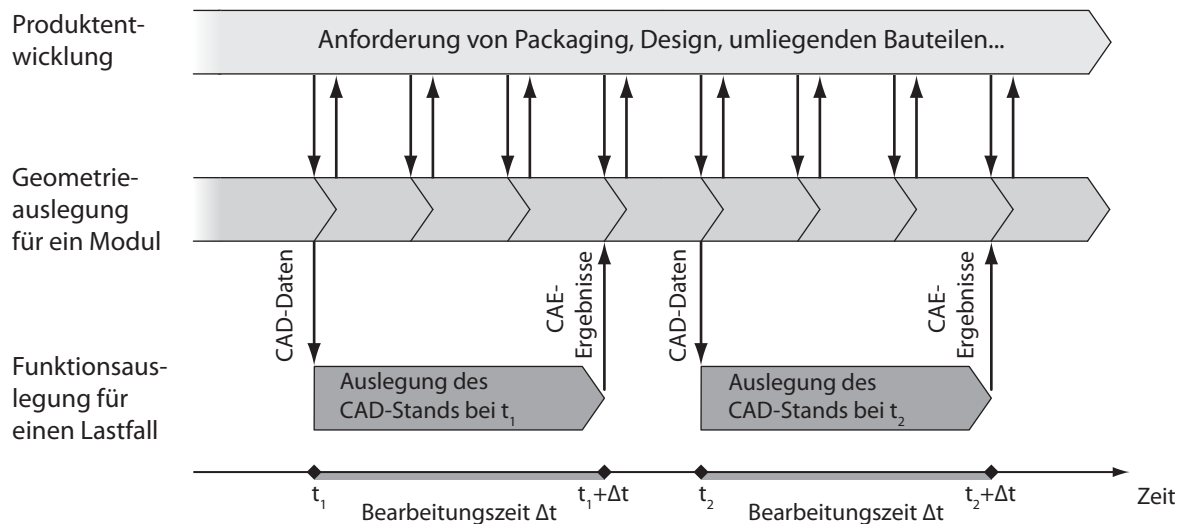 Produktent-
wicklung
Anforderung von Packaging, Design, umliegenden Bauteilen...
Geometrie-
auslegung
für ein Modul
CAD-Daten
CAE-
Ergebnisse
CAD-Daten
CAE-
Ergebnisse
Funktionsaus-
legung für
einen Lastfall
Auslegung des
CAD-Stands bei t₁
Auslegung des
CAD-Stands bei t₂
t₁
t₁+Δt
t₂
t₂+Δt
Zeit
Bearbeitungszeit Δt
Bearbeitungszeit Δt